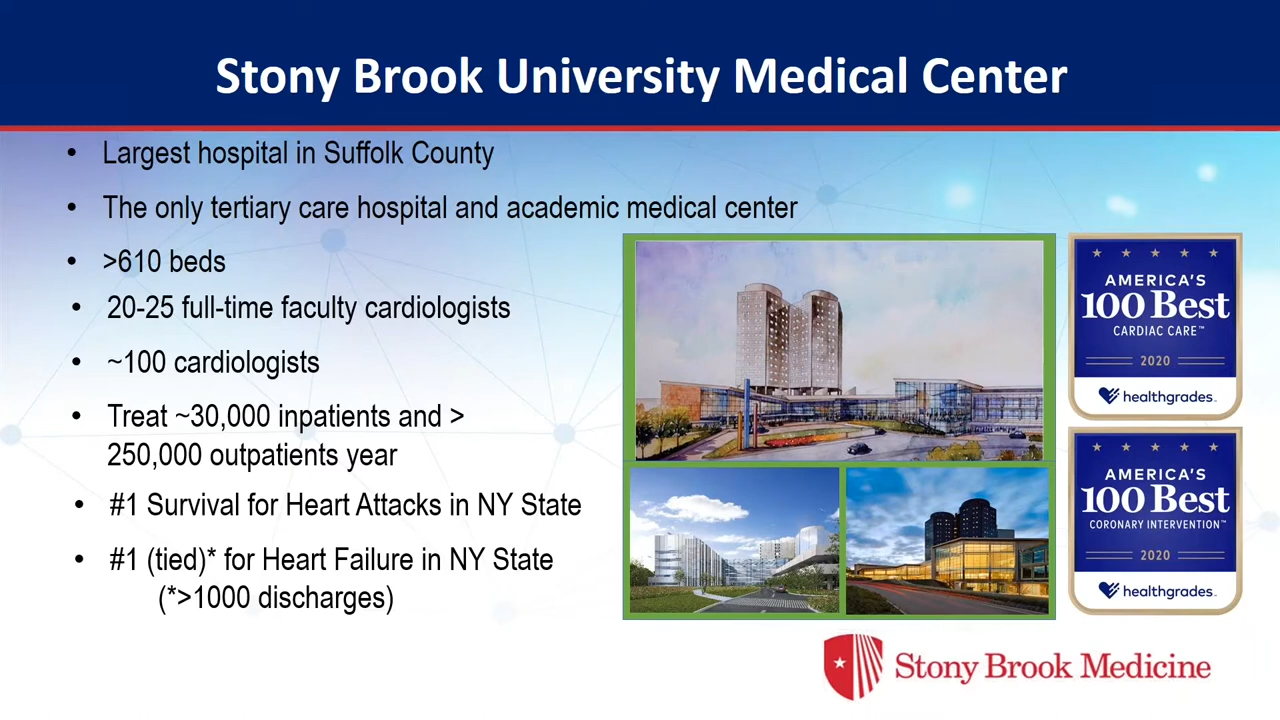 Stony Brook University Medical Center
• Largest hospital in Suffolk County
• The only tertiary care hospital and academic medical center
• >610 beds
• 20-25 full-time faculty cardiologists
• ~100 cardiologists
• Treat ~30,000 inpatients and >
250,000 outpatients year
• #1 Survival for Heart Attacks in NY State
• #1 (tied)* for Heart Failure in NY State
(*>1000 discharges)
AMERICA'S
100 Best
CARDIAC CARE™
2020
healthgrades.
AMERICA'S
100 Best
CORONARY INTERVENTION™
2020
healthgrades.
Stony Brook Medicine